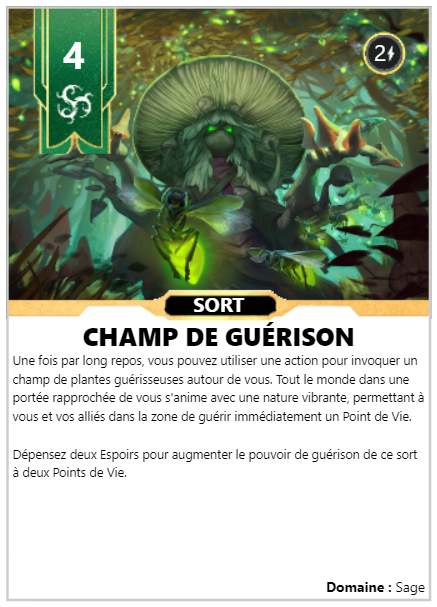 4
2
SORT
CHAMP DE GUÉRISON
Une fois par long repos, vous pouvez utiliser une action pour invoquer un
champ de plantes guérisseuses autour de vous. Tout le monde dans une
portée rapprochée de vous s'anime avec une nature vibrante, permettant à
vous et vos alliés dans la zone de guérir immédiatement un Point de Vie.
Dépensez deux Espoirs pour augmenter le pouvoir de guérison de ce sort
à deux Points de Vie.
Domaine : Sage